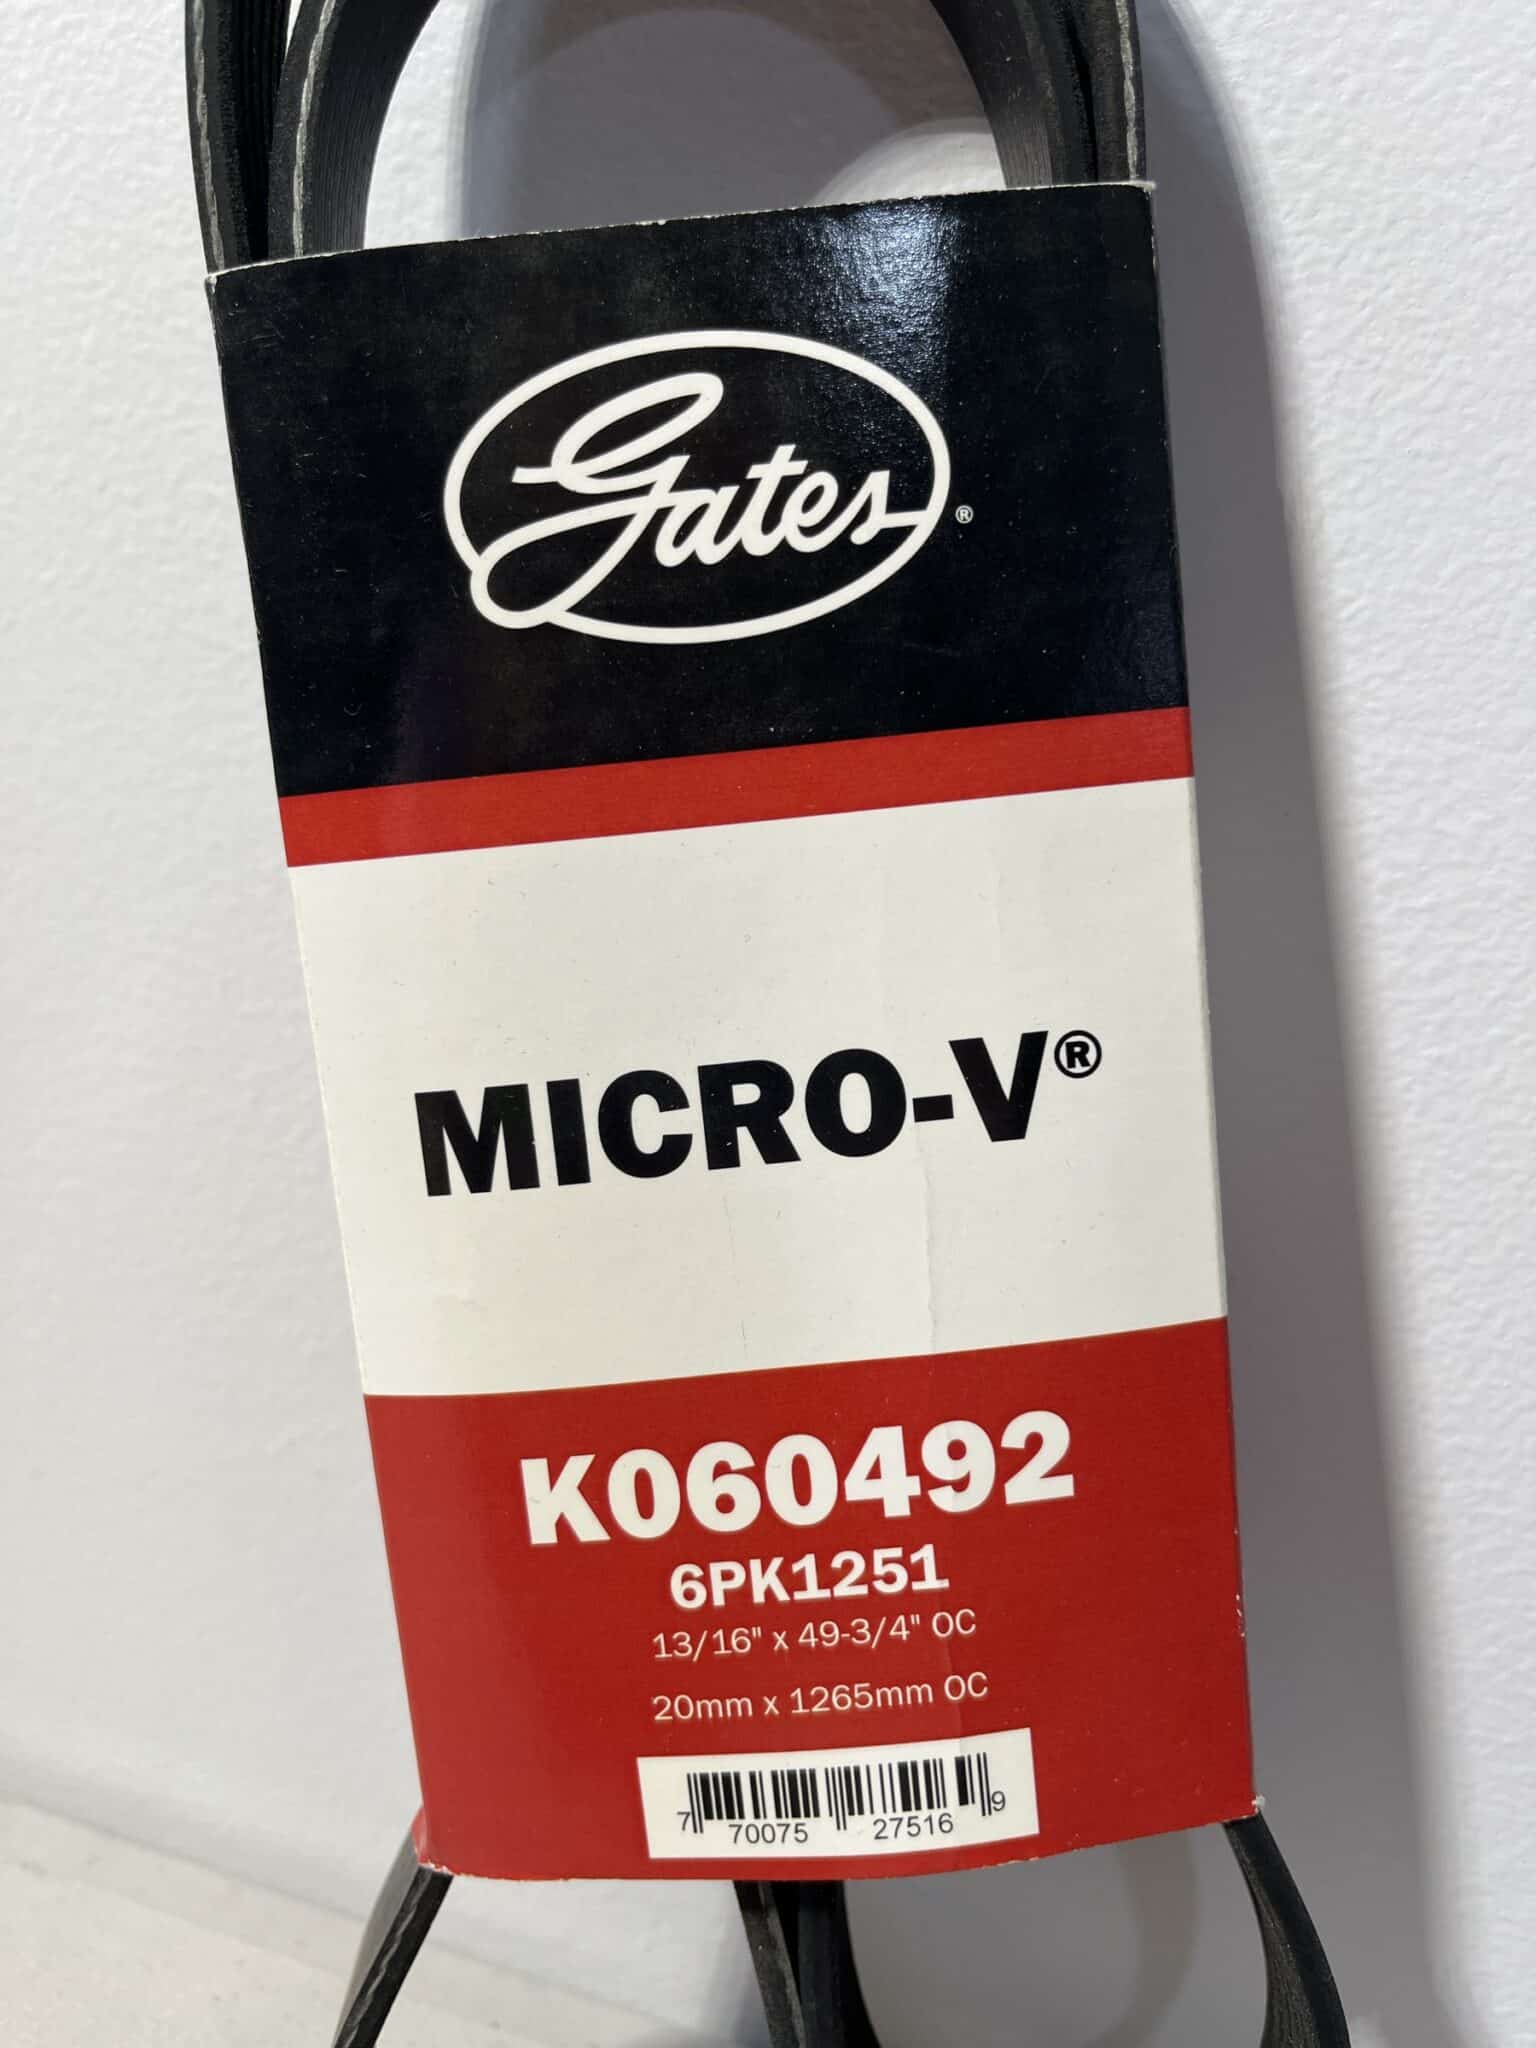 Gates®
MICRO-V®
K060492
6PK1251
13/16" x 49-3/4" OC
20mm x 1265mm OC
7 70075 27516 9